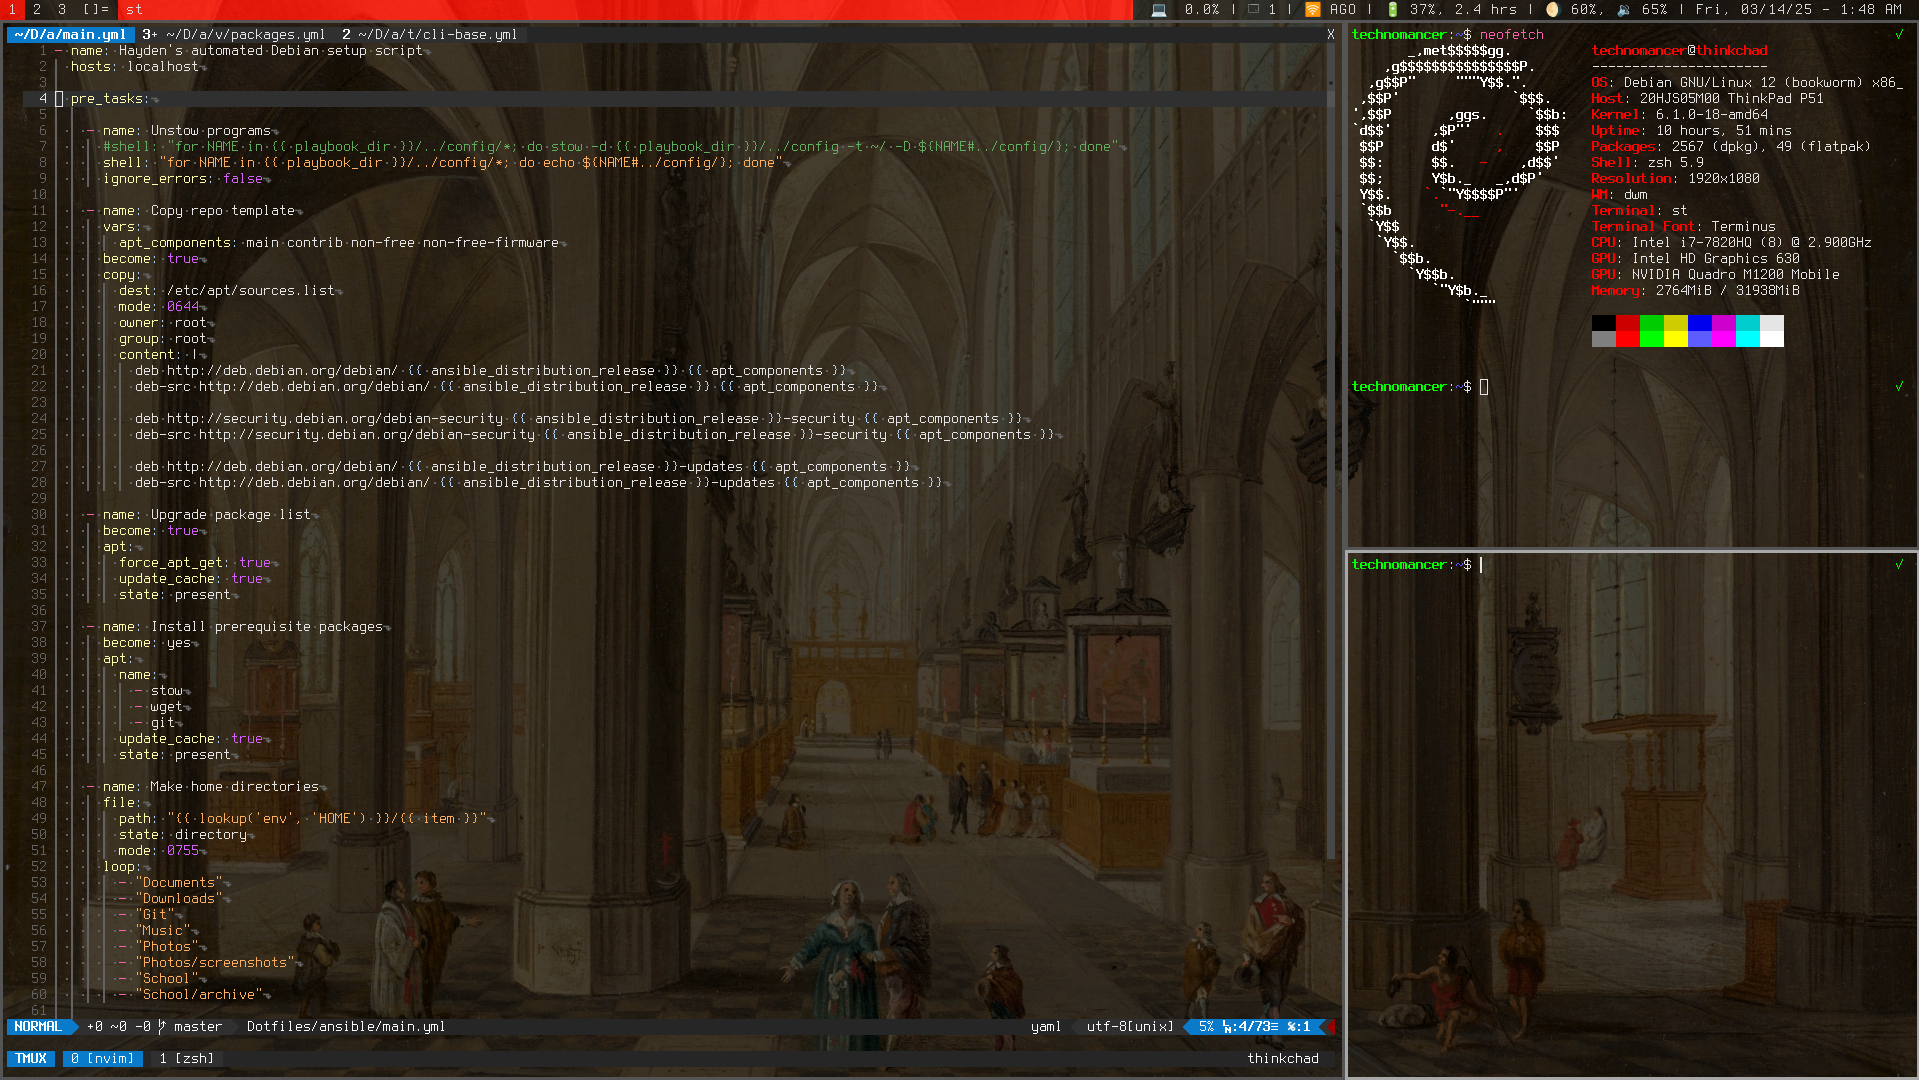 1 2 3 []= st 0.0% | 1 | AGO | 37%, 2.4 hrs | 60%, 65% | Fri, 03/14/25 - 1:48 AM
~/D/a/main.yml 3+ ~/D/a/v/packages.yml 2 ~/D/a/t/cli-base.yml X
1 - name: Hayden's automated Debian setup script
2 hosts: localhost
3
4 pre_tasks:
5
6 - name: Unstow programs
7 #shell: "for NAME in {{ playbook_dir }}/../config/*; do stow -d {{ playbook_dir }}/../config -t ~/ -D ${NAME#../config/}; done"
8 shell: "for NAME in {{ playbook_dir }}/../config/*; do echo ${NAME#../config/}; done"
9 ignore_errors: false
10
11 - name: Copy repo template
12 vars:
13 apt_components: main contrib non-free non-free-firmware
14 become: true
15 copy:
16 dest: /etc/apt/sources.list
17 mode: 0644
18 owner: root
19 group: root
20 content: |
21 deb http://deb.debian.org/debian/ {{ ansible_distribution_release }} {{ apt_components }}
22 deb-src http://deb.debian.org/debian/ {{ ansible_distribution_release }} {{ apt_components }}
23
24 deb http://security.debian.org/debian-security {{ ansible_distribution_release }}-security {{ apt_components }}
25 deb-src http://security.debian.org/debian-security {{ ansible_distribution_release }}-security {{ apt_components }}
26
27 deb http://deb.debian.org/debian/ {{ ansible_distribution_release }}-updates {{ apt_components }}
28 deb-src http://deb.debian.org/debian/ {{ ansible_distribution_release }}-updates {{ apt_components }}
29
30 - name: Upgrade package list
31 become: true
32 apt:
33 force_apt_get: true
34 update_cache: true
35 state: present
36
37 - name: Install prerequisite packages
38 become: yes
39 apt:
40 name:
41 - stow
42 - wget
43 - git
44 update_cache: true
45 state: present
46
47 - name: Make home directories
48 file:
49 path: "{{ lookup('env', 'HOME') }}/{{ item }}"
50 state: directory
51 mode: 0755
52 loop:
53 - "Documents"
54 - "Downloads"
55 - "Git"
56 - "Music"
57 - "Photos"
58 - "Photos/screenshots"
59 - "School"
60 - "School/archive"
61
NORMAL +0 ~0 -0 master Dotfiles/ansible/main.yml yaml utf-8[unix] 5% LN:4/73 %:1
TMUX 0 [nvim] 1 [zsh] thinkchad
technomancer:~$ neofetch ✓
_,met$$$$$gg.
,g$$$$$$$$$$$$$$$P.
,g$$P" """Y$$.".
,$$P' `$$$.
',$$P ,ggs. `$$b:
`d$$' ,$P"' . $$$
$$P d$' , $$P
$$: $$. - ,d$$'
$$; Y$b._ _,d$P'
Y$$. `.`"Y$$$$P"'
`$$b "-.__
`Y$$
`Y$$.
`$$b.
`Y$$b.
`"Y$b._
`"""
technomancer@thinkchad
----------------------
OS: Debian GNU/Linux 12 (bookworm) x86_
Host: 20HJS05M00 ThinkPad P51
Kernel: 6.1.0-18-amd64
Uptime: 10 hours, 51 mins
Packages: 2567 (dpkg), 49 (flatpak)
Shell: zsh 5.9
Resolution: 1920x1080
WM: dwm
Terminal: st
Terminal Font: Terminus
CPU: Intel i7-7820HQ (8) @ 2.900GHz
GPU: Intel HD Graphics 630
GPU: NVIDIA Quadro M1200 Mobile
Memory: 2764MiB / 31938MiB
technomancer:~$ ✓
technomancer:~$ ✓